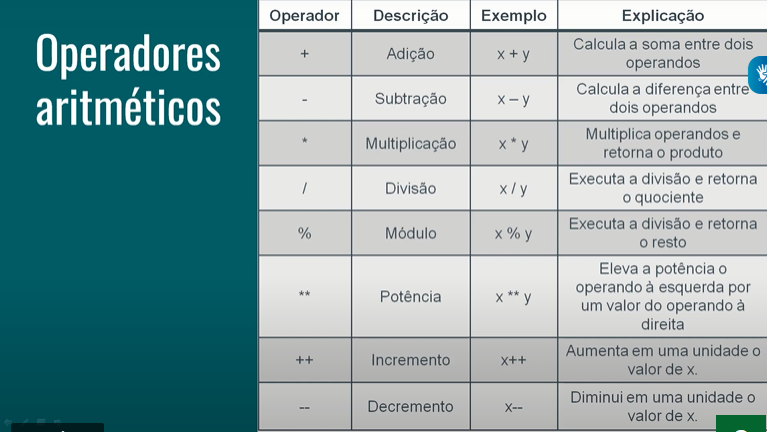 Operadores
aritméticos
Operador Descrição Exemplo Explicação
+ Adição x + y Calcula a soma entre dois
operandos
- Subtração x – y Calcula a diferença entre
dois operandos
* Multiplicação x * y Multiplica operandos e
retorna o produto
/ Divisão x / y Executa a divisão e retorna
o quociente
% Módulo x % y Executa a divisão e retorna
o resto
** Potência x ** y Eleva a potência o
operando à esquerda por
um valor do operando à
direita
++ Incremento x++ Aumenta em uma unidade o
valor de x.
-- Decremento x-- Diminui em uma unidade o
valor de x.